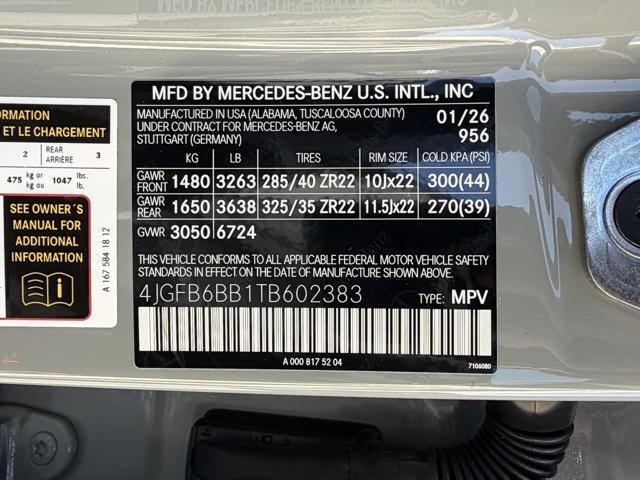 MFD BY MERCEDES-BENZ U.S. INTL., INC
MANUFACTURED IN USA (ALABAMA, TUSCALOOSA COUNTY)
UNDER CONTRACT FOR MERCEDES-BENZ AG,
STUTTGART (GERMANY)
01/26
956
KG LB TIRES RIM SIZE COLD KPA (PSI)
GAWR FRONT 1480 3263 285/40 ZR22 10Jx22 300(44)
GAWR REAR 1650 3638 325/35 ZR22 11.5Jx22 270(39)
GVWR 3050 6724
THIS VEHICLE CONFORMS TO ALL APPLICABLE FEDERAL MOTOR VEHICLE SAFETY
STANDARDS IN EFFECT ON THE DATE OF MANUFACTURE SHOWN ABOVE.
4JGFB6BB1TB602383
TYPE: MPV
A 000 817 52 04
7106080
ORMATION
ET LE CHARGEMENT
2 REAR ARRIÈRE 3
475 kg or kg ou 1047 lbs. lb.
SEE OWNER'S
MANUAL FOR
ADDITIONAL
INFORMATION
A 167 584 18 12